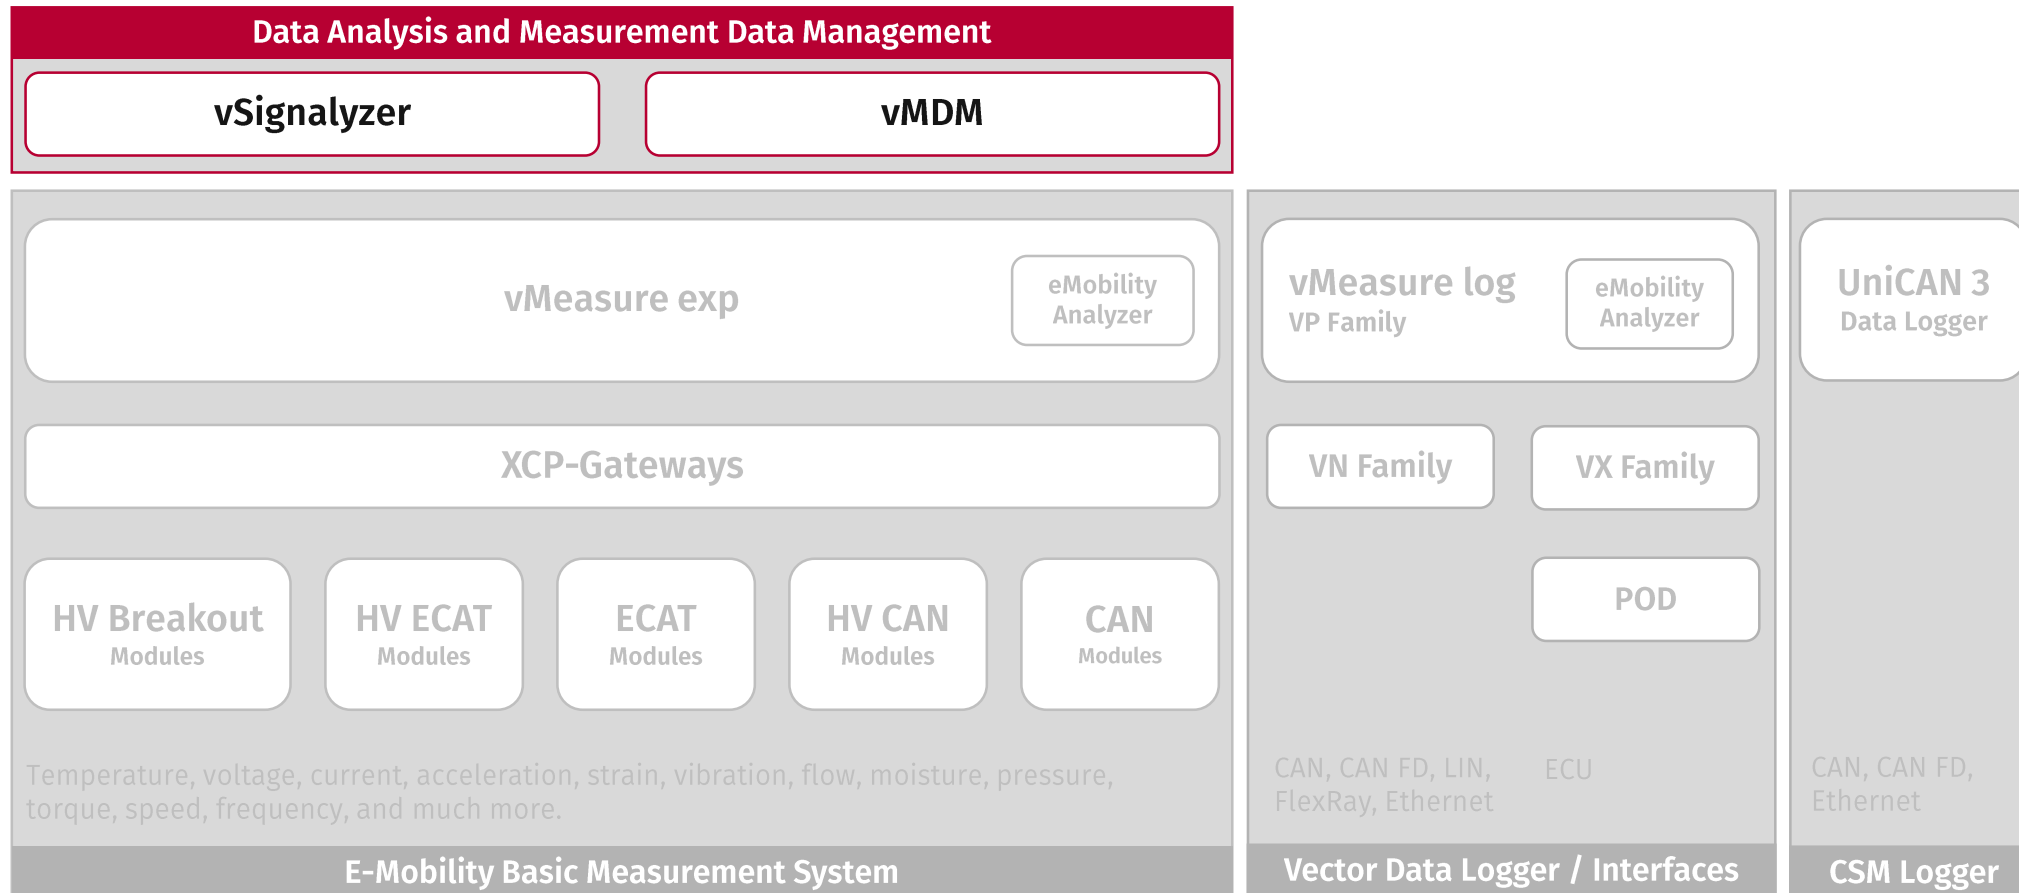 Data Analysis and Measurement Data Management
vSignalyzer
vMDM
vMeasure exp
eMobility
Analyzer
XCP-Gateways
HV Breakout
Modules
HV ECAT
Modules
ECAT
Modules
HV CAN
Modules
CAN
Modules
Temperature, voltage, current, acceleration, strain, vibration, flow, moisture, pressure,
torque, speed, frequency, and much more.
E-Mobility Basic Measurement System
vMeasure log
VP Family
eMobility
Analyzer
VN Family
VX Family
POD
CAN, CAN FD, LIN,
FlexRay, Ethernet
ECU
Vector Data Logger / Interfaces
UniCAN 3
Data Logger
CAN, CAN FD,
Ethernet
CSM Logger